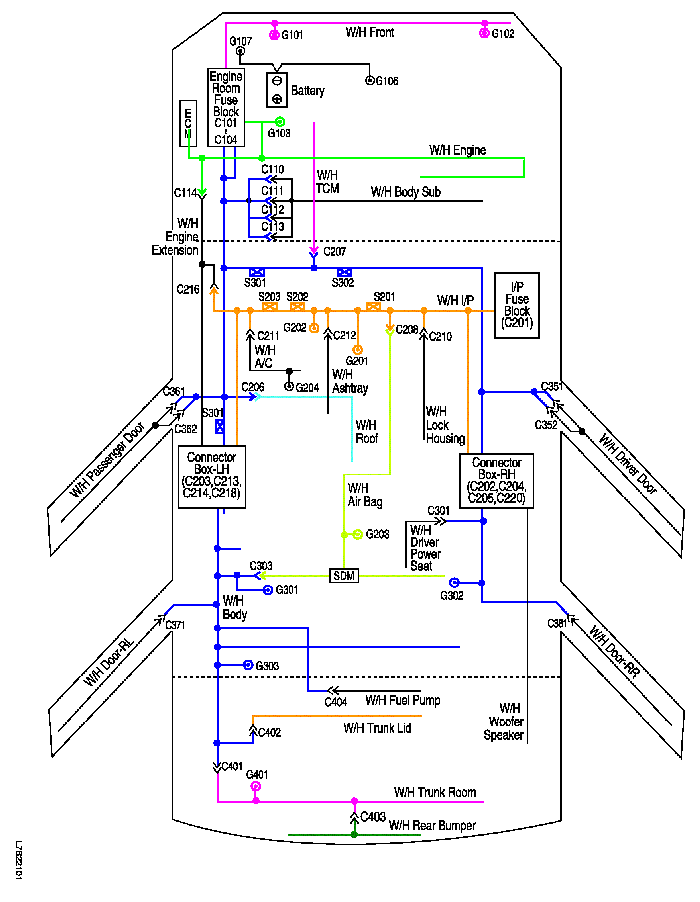 W/H Front
G101
G102
G107
Engine
Room
Fuse
Block
C101
~
C104
Battery
G106
ECM
G103
W/H Engine
C114
C110
C111
C112
C113
W/H
TCM
W/H Body Sub
W/H
Engine
Extension
C207
S301
S302
C216
S203
S202
S201
W/H I/P
I/P
Fuse
Block
(C201)
C211
G202
C212
C208
C210
W/H
A/C
G201
G204
W/H
Ashtray
C361
C362
C206
S301
W/H
Roof
W/H
Lock
Housing
C351
C352
W/H Passenger Door
W/H Driver Door
Connector
Box-LH
(C203,C213,
C214,C218)
Connector
Box-RH
(C202,C204,
C205,C220)
W/H
Air Bag
G203
C301
W/H
Driver
Power
Seat
C303
SDM
G301
G302
W/H
Body
C371
C381
W/H Door-RL
W/H Door-RR
G303
C404
W/H Fuel Pump
W/H
Woofer
Speaker
C402
W/H Trunk Lid
C401
G401
W/H Trunk Room
C403
W/H Rear Bumper
L7B22101